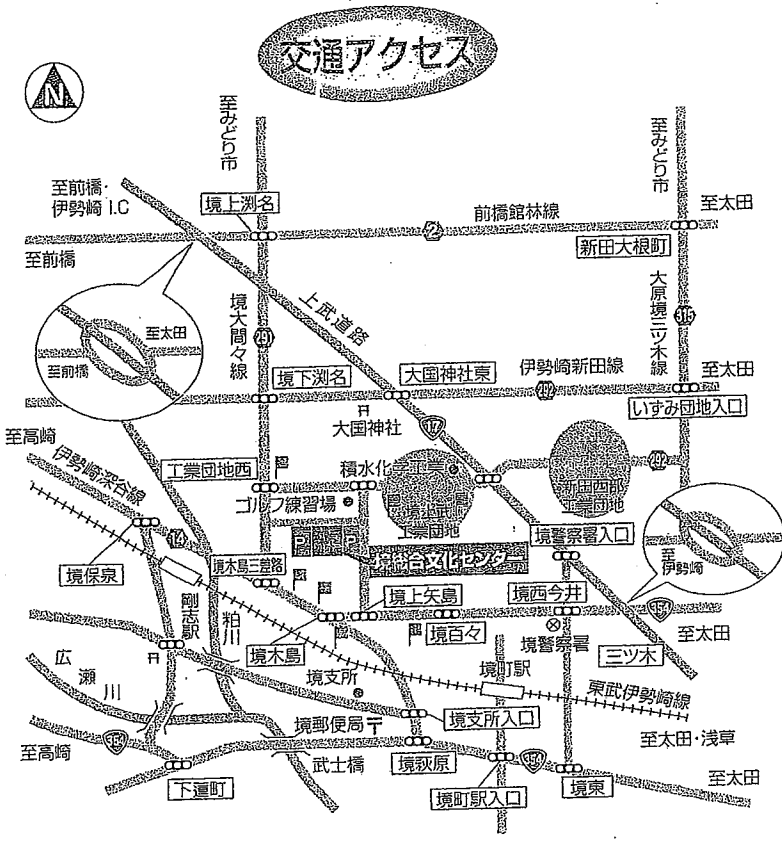 交通アクセス
N
至みどり市
至みどり市
至前橋・
伊勢崎 I.C
境上渕名
前橋館林線
2
至太田
至前橋
新田大根町
境大間々線
291
上武道路
大原境三ツ木線
315
至太田
至前橋
境下渕名
大国神社東
伊勢崎新田線
至太田
いずみ団地入口
大国神社
17
至高崎
伊勢崎深谷線
工業団地西
積水化学工業
新田西部
工業団地
ゴルフ練習場
工業団地
境警察署入口
14
P
境総合文化センター
至
伊勢崎
境保泉
境木島三差路
剛志駅
粕川
境上矢島
境西今井
354
至太田
境木島
境百々
境警察署
三ツ木
広瀬川
境支所
境町駅
東武伊勢崎線
境支所入口
至太田・浅草
境郵便局〒
至高崎
354
武士橋
境萩原
354
至太田
下蓮町
境町駅入口
境東